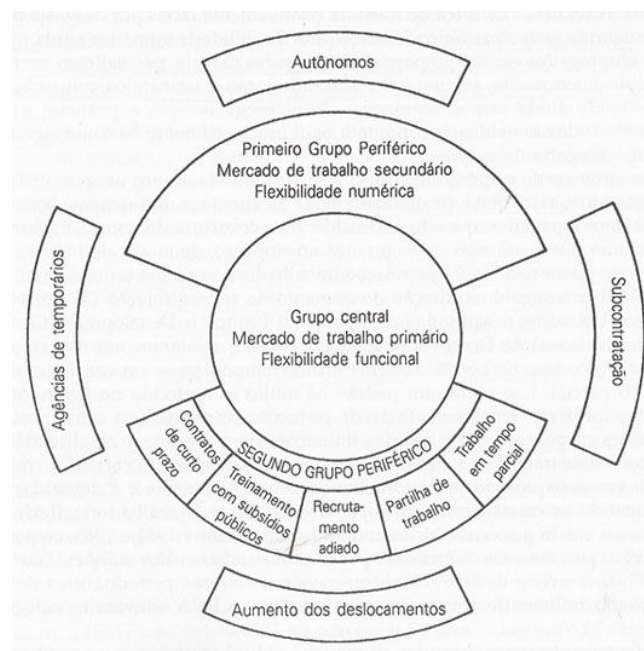 Autônomos
Primeiro Grupo Periférico
Mercado de trabalho secundário
Flexibilidade numérica
Agências de temporários
Subcontratação
Grupo central
Mercado de trabalho primário
Flexibilidade funcional
SEGUNDO GRUPO PERIFÉRICO
Contratos
de curto
prazo
Treinamento
com subsídios
públicos
Recruta-
mento
adiado
Partilha de
trabalho
Trabalho
em tempo
parcial
Aumento dos deslocamentos